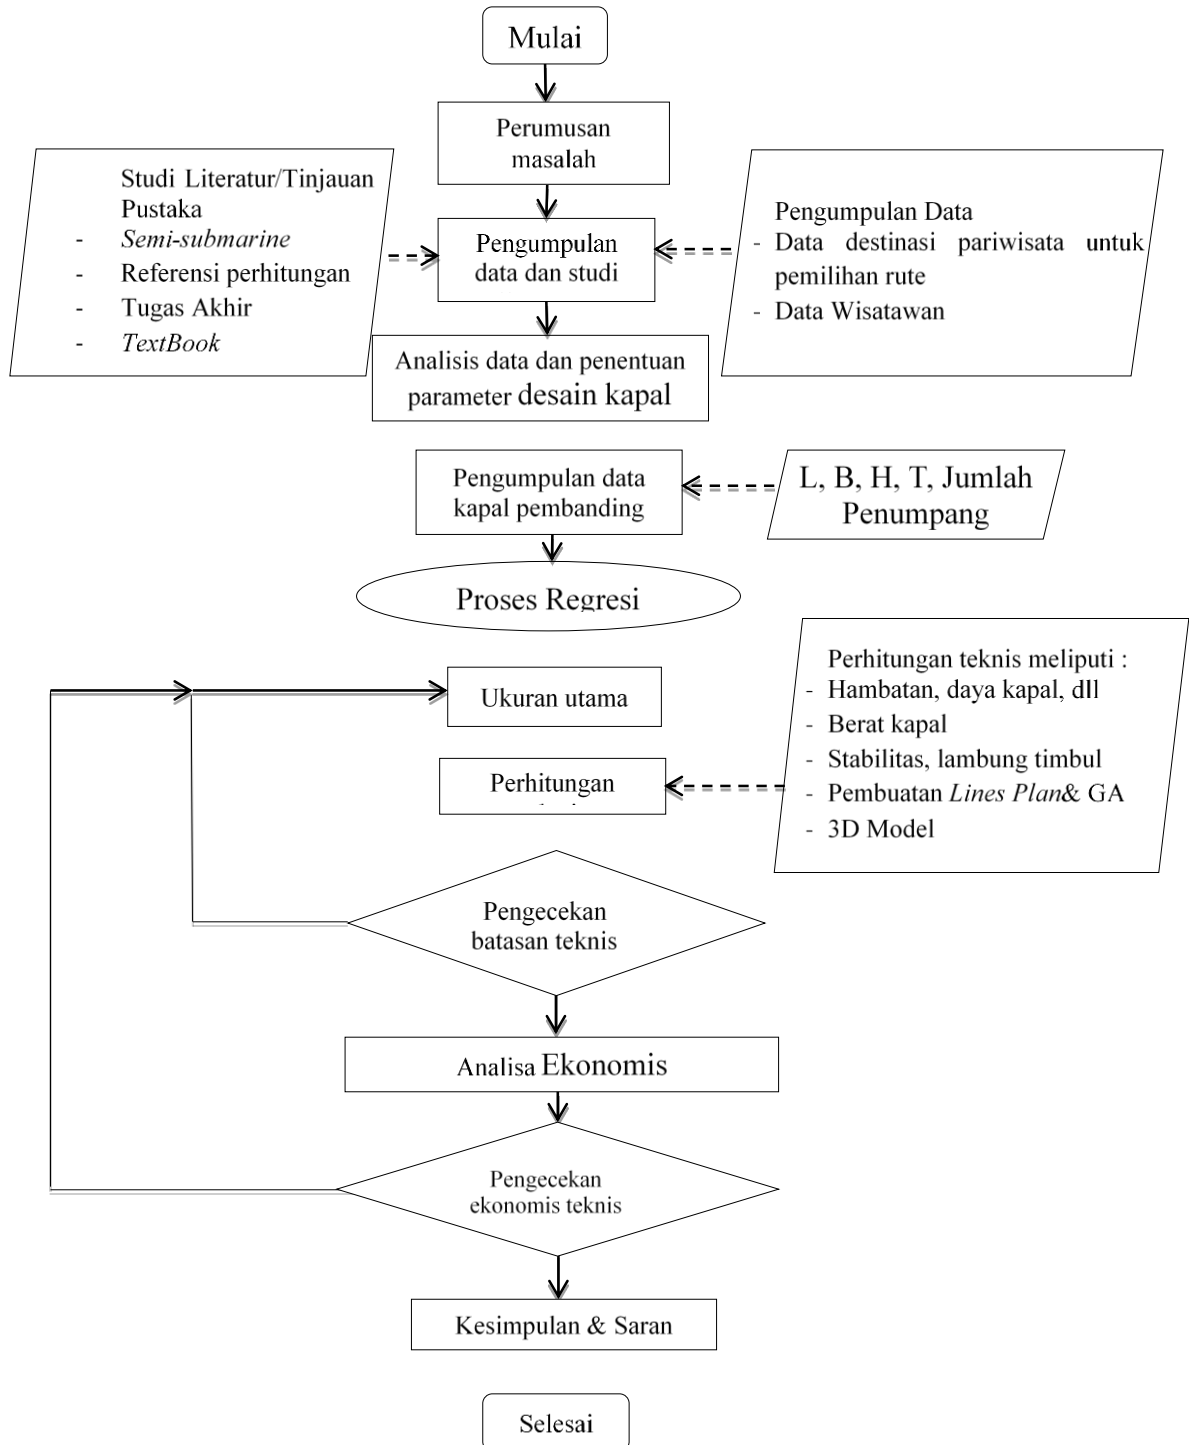 Mulai
Perumusan
masalah
Studi Literatur/Tinjauan
Pustaka
- Semi-submarine
- Referensi perhitungan
- Tugas Akhir
- TextBook
Pengumpulan
data dan studi
Pengumpulan Data
- Data destinasi pariwisata untuk
pemilihan rute
- Data Wisatawan
Analisis data dan penentuan
parameter desain kapal
Pengumpulan data
kapal pembanding
L, B, H, T, Jumlah
Penumpang
Proses Regresi
Ukuran utama
Perhitungan
Perhitungan teknis meliputi :
- Hambatan, daya kapal, dll
- Berat kapal
- Stabilitas, lambung timbul
- Pembuatan Lines Plan& GA
- 3D Model
Pengecekan
batasan teknis
Analisa Ekonomis
Pengecekan
ekonomis teknis
Kesimpulan & Saran
Selesai